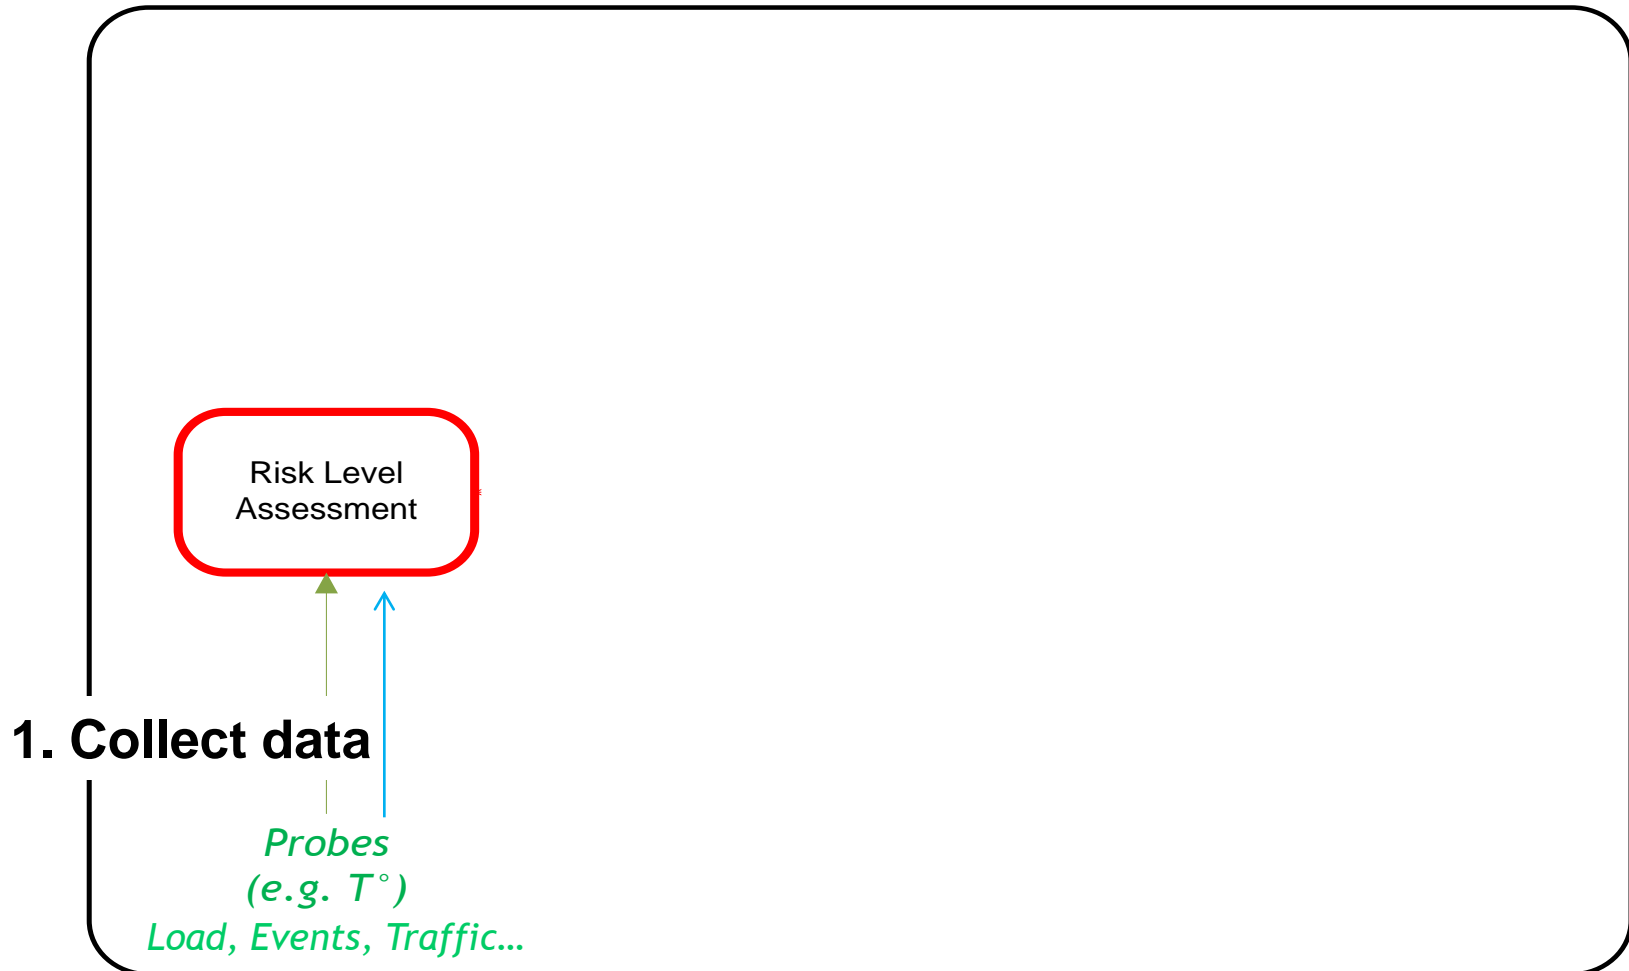 Risk Level
Assessment
1. Collect data
Probes
(e.g. T°)
Load, Events, Traffic…